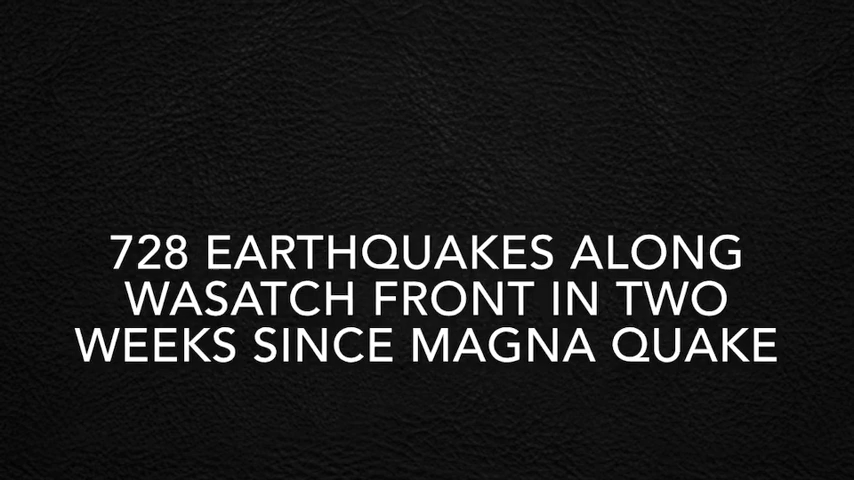 728 EARTHQUAKES ALONG
WASATCH FRONT IN TWO
WEEKS SINCE MAGNA QUAKE